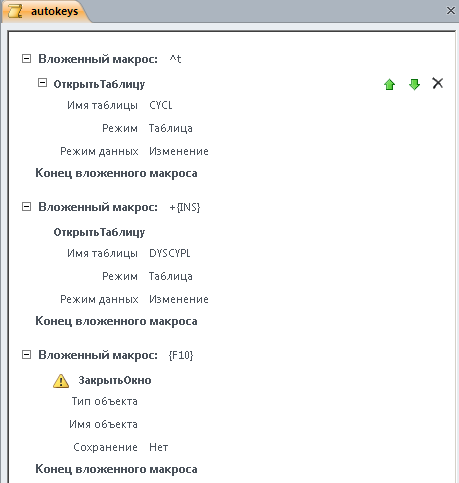 autokeys
Вложенный макрос: ^t
ОткрытьТаблицу
Имя таблицы CYCL
Режим Таблица
Режим данных Изменение
Конец вложенного макроса
Вложенный макрос: +{INS}
ОткрытьТаблицу
Имя таблицы DYSCYPL
Режим Таблица
Режим данных Изменение
Конец вложенного макроса
Вложенный макрос: {F10}
ЗакрытьОкно
Тип объекта
Имя объекта
Сохранение Нет
Конец вложенного макроса